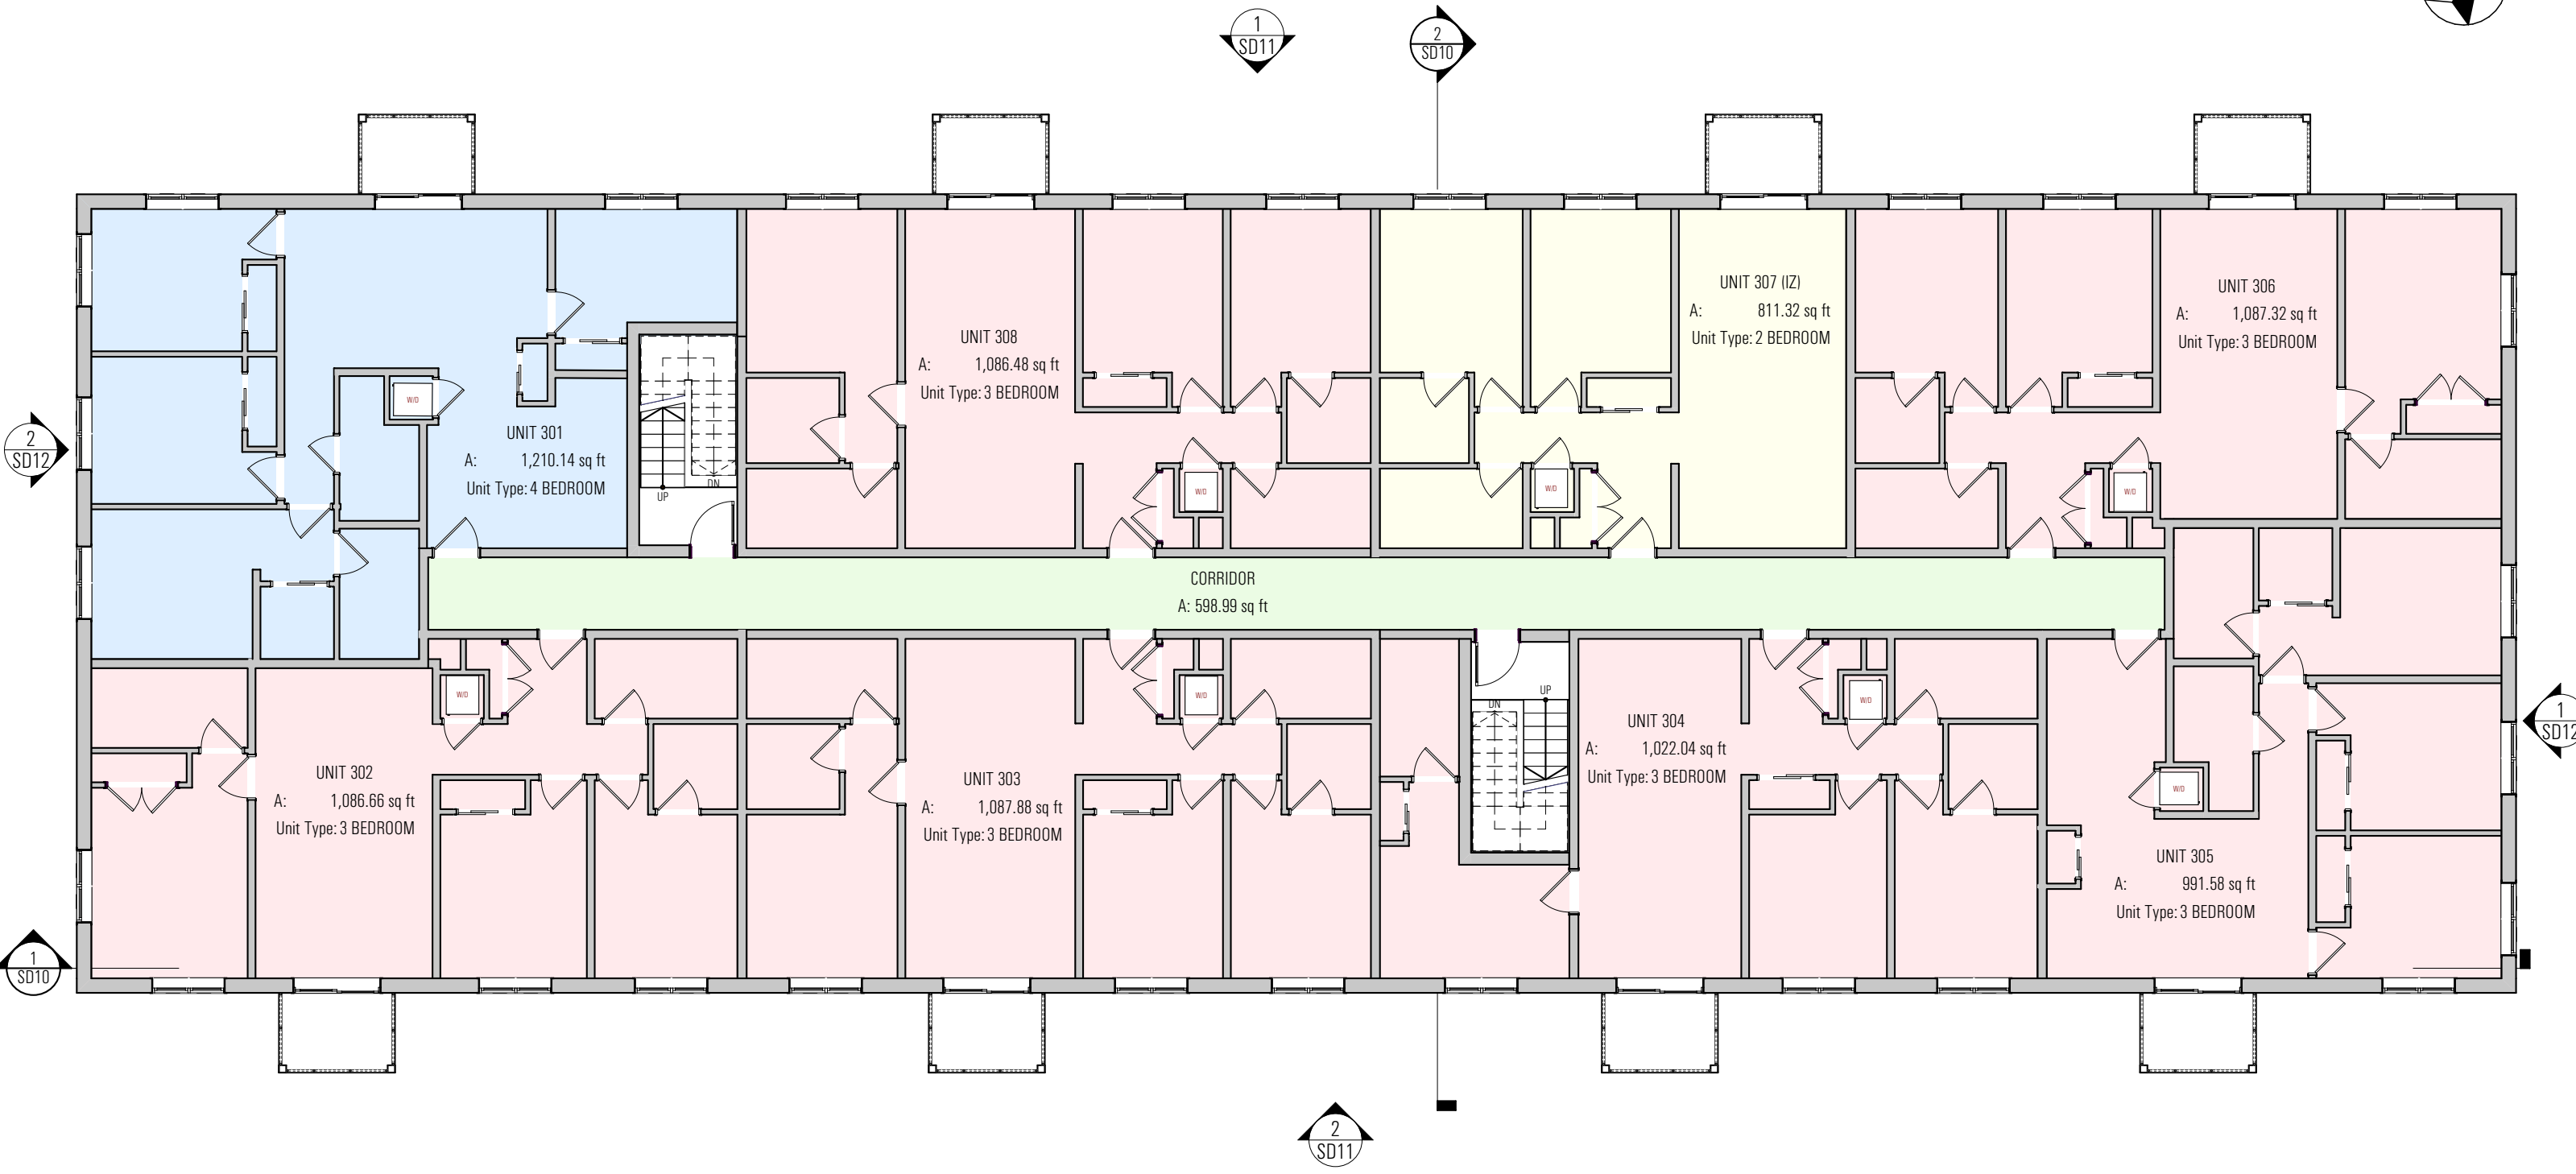 1
SD11
2
SD10
UNIT 307 (IZ)
A: 811.32 sq ft
Unit Type: 2 BEDROOM
UNIT 306
A: 1,087.32 sq ft
Unit Type: 3 BEDROOM
UNIT 308
A: 1,086.48 sq ft
Unit Type: 3 BEDROOM
W/D
UNIT 301
A: 1,210.14 sq ft
Unit Type: 4 BEDROOM
2
SD12
UP
DN
W/D
W/D
W/D
CORRIDOR
A: 598.99 sq ft
W/D
W/D
W/D
DN
UP
UNIT 304
A: 1,022.04 sq ft
Unit Type: 3 BEDROOM
1
SD12
UNIT 302
A: 1,086.66 sq ft
Unit Type: 3 BEDROOM
UNIT 303
A: 1,087.88 sq ft
Unit Type: 3 BEDROOM
W/D
UNIT 305
A: 991.58 sq ft
Unit Type: 3 BEDROOM
1
SD10
2
SD11